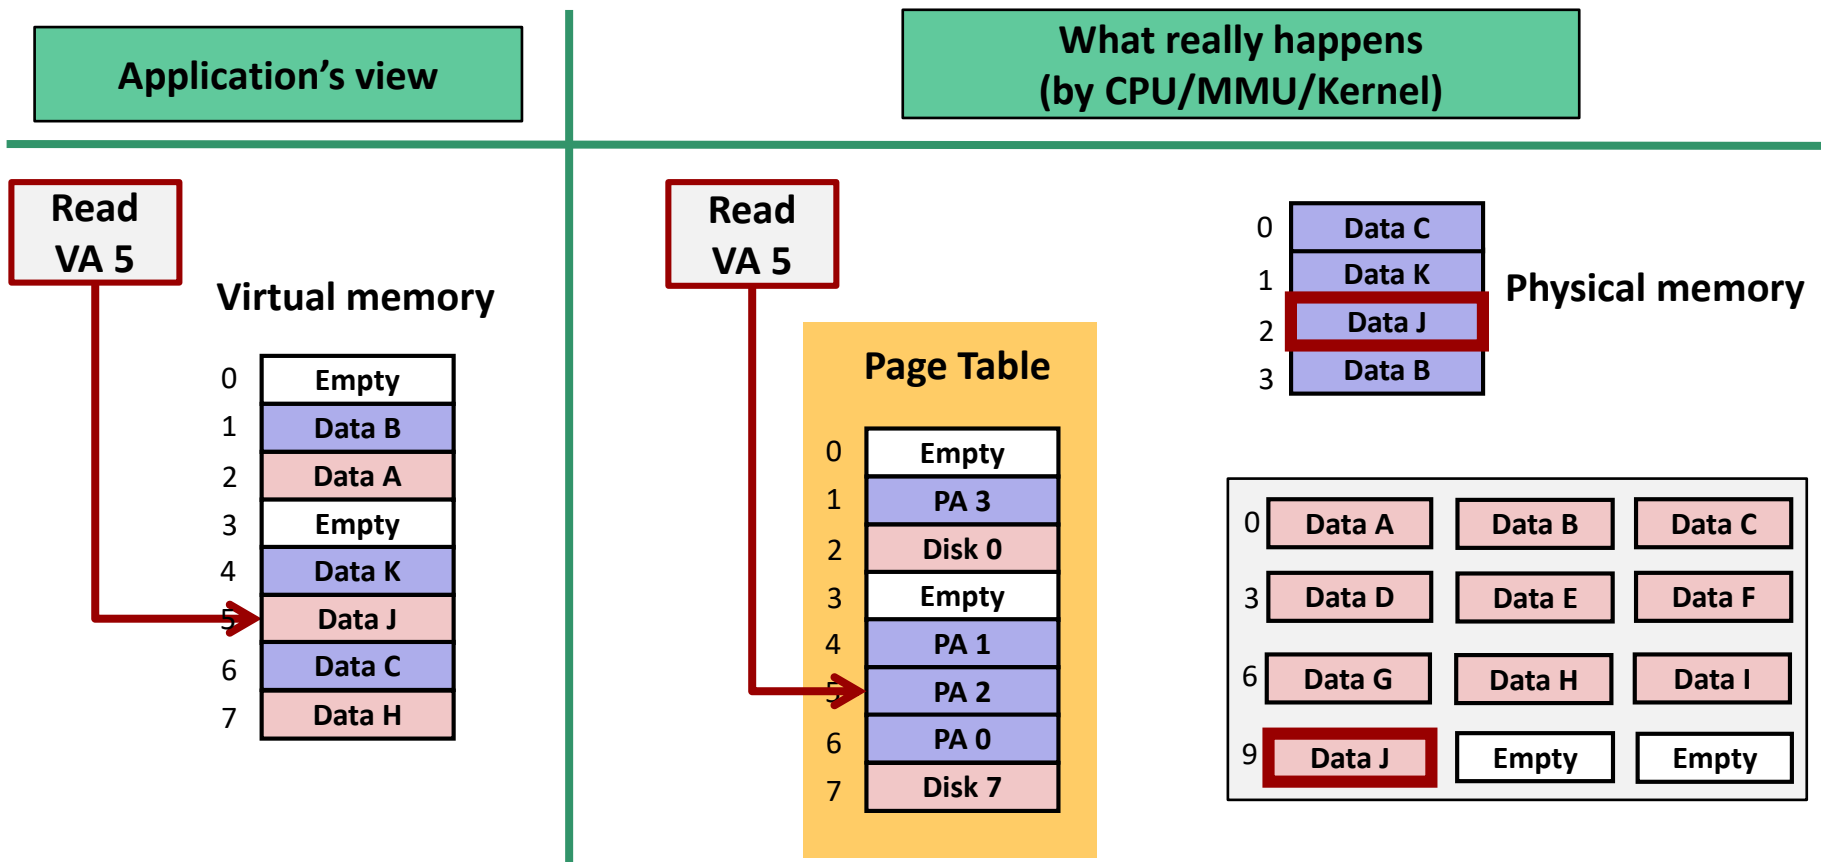 Application’s view
What really happens
(by CPU/MMU/Kernel)
Read
VA 5
Virtual memory
0 Empty
1 Data B
2 Data A
3 Empty
4 Data K
5 Data J
6 Data C
7 Data H
Read
VA 5
Page Table
0 Empty
1 PA 3
2 Disk 0
3 Empty
4 PA 1
5 PA 2
6 PA 0
7 Disk 7
0 Data C
1 Data K
2 Data J
3 Data B
Physical memory
0 Data A Data B Data C
3 Data D Data E Data F
6 Data G Data H Data I
9 Data J Empty Empty